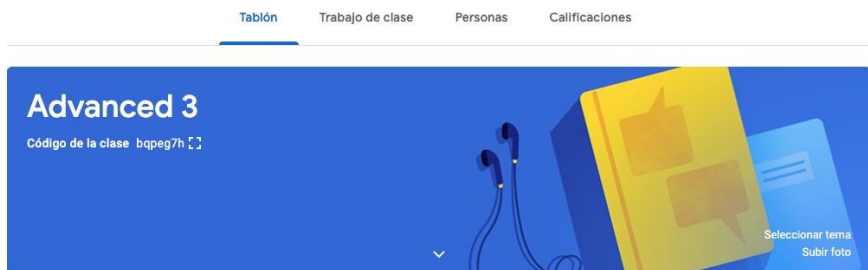 Tablón Trabajo de clase Personas Calificaciones
Advanced 3
Código de la clase bqpeg7h
Seleccionar tema
Subir foto